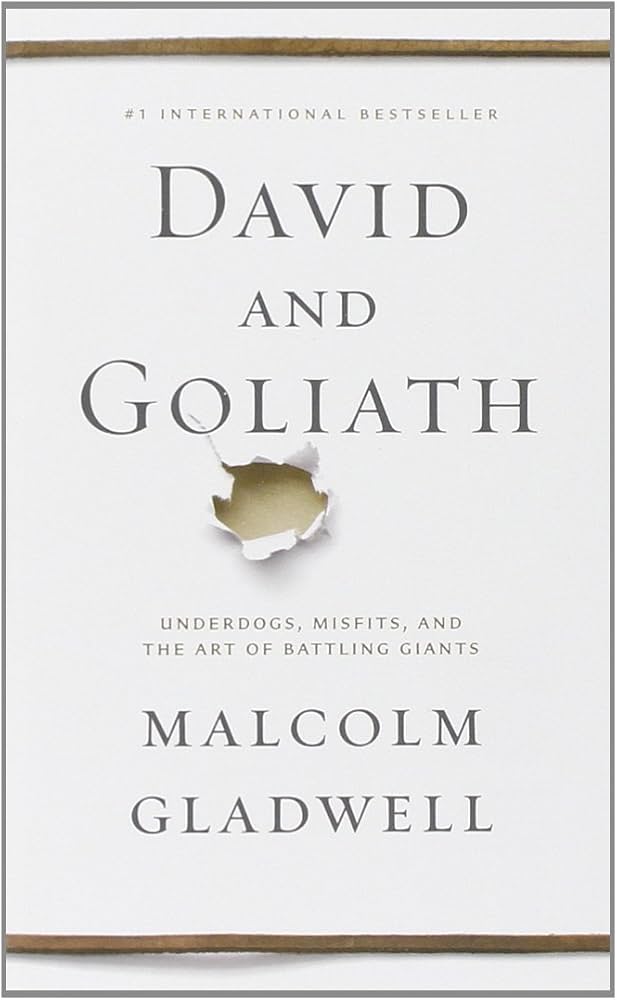 #1 INTERNATIONAL BESTSELLER
DAVID
AND
GOLIATH
UNDERDOGS, MISFITS, AND
THE ART OF BATTLING GIANTS
MALCOLM
GLADWELL